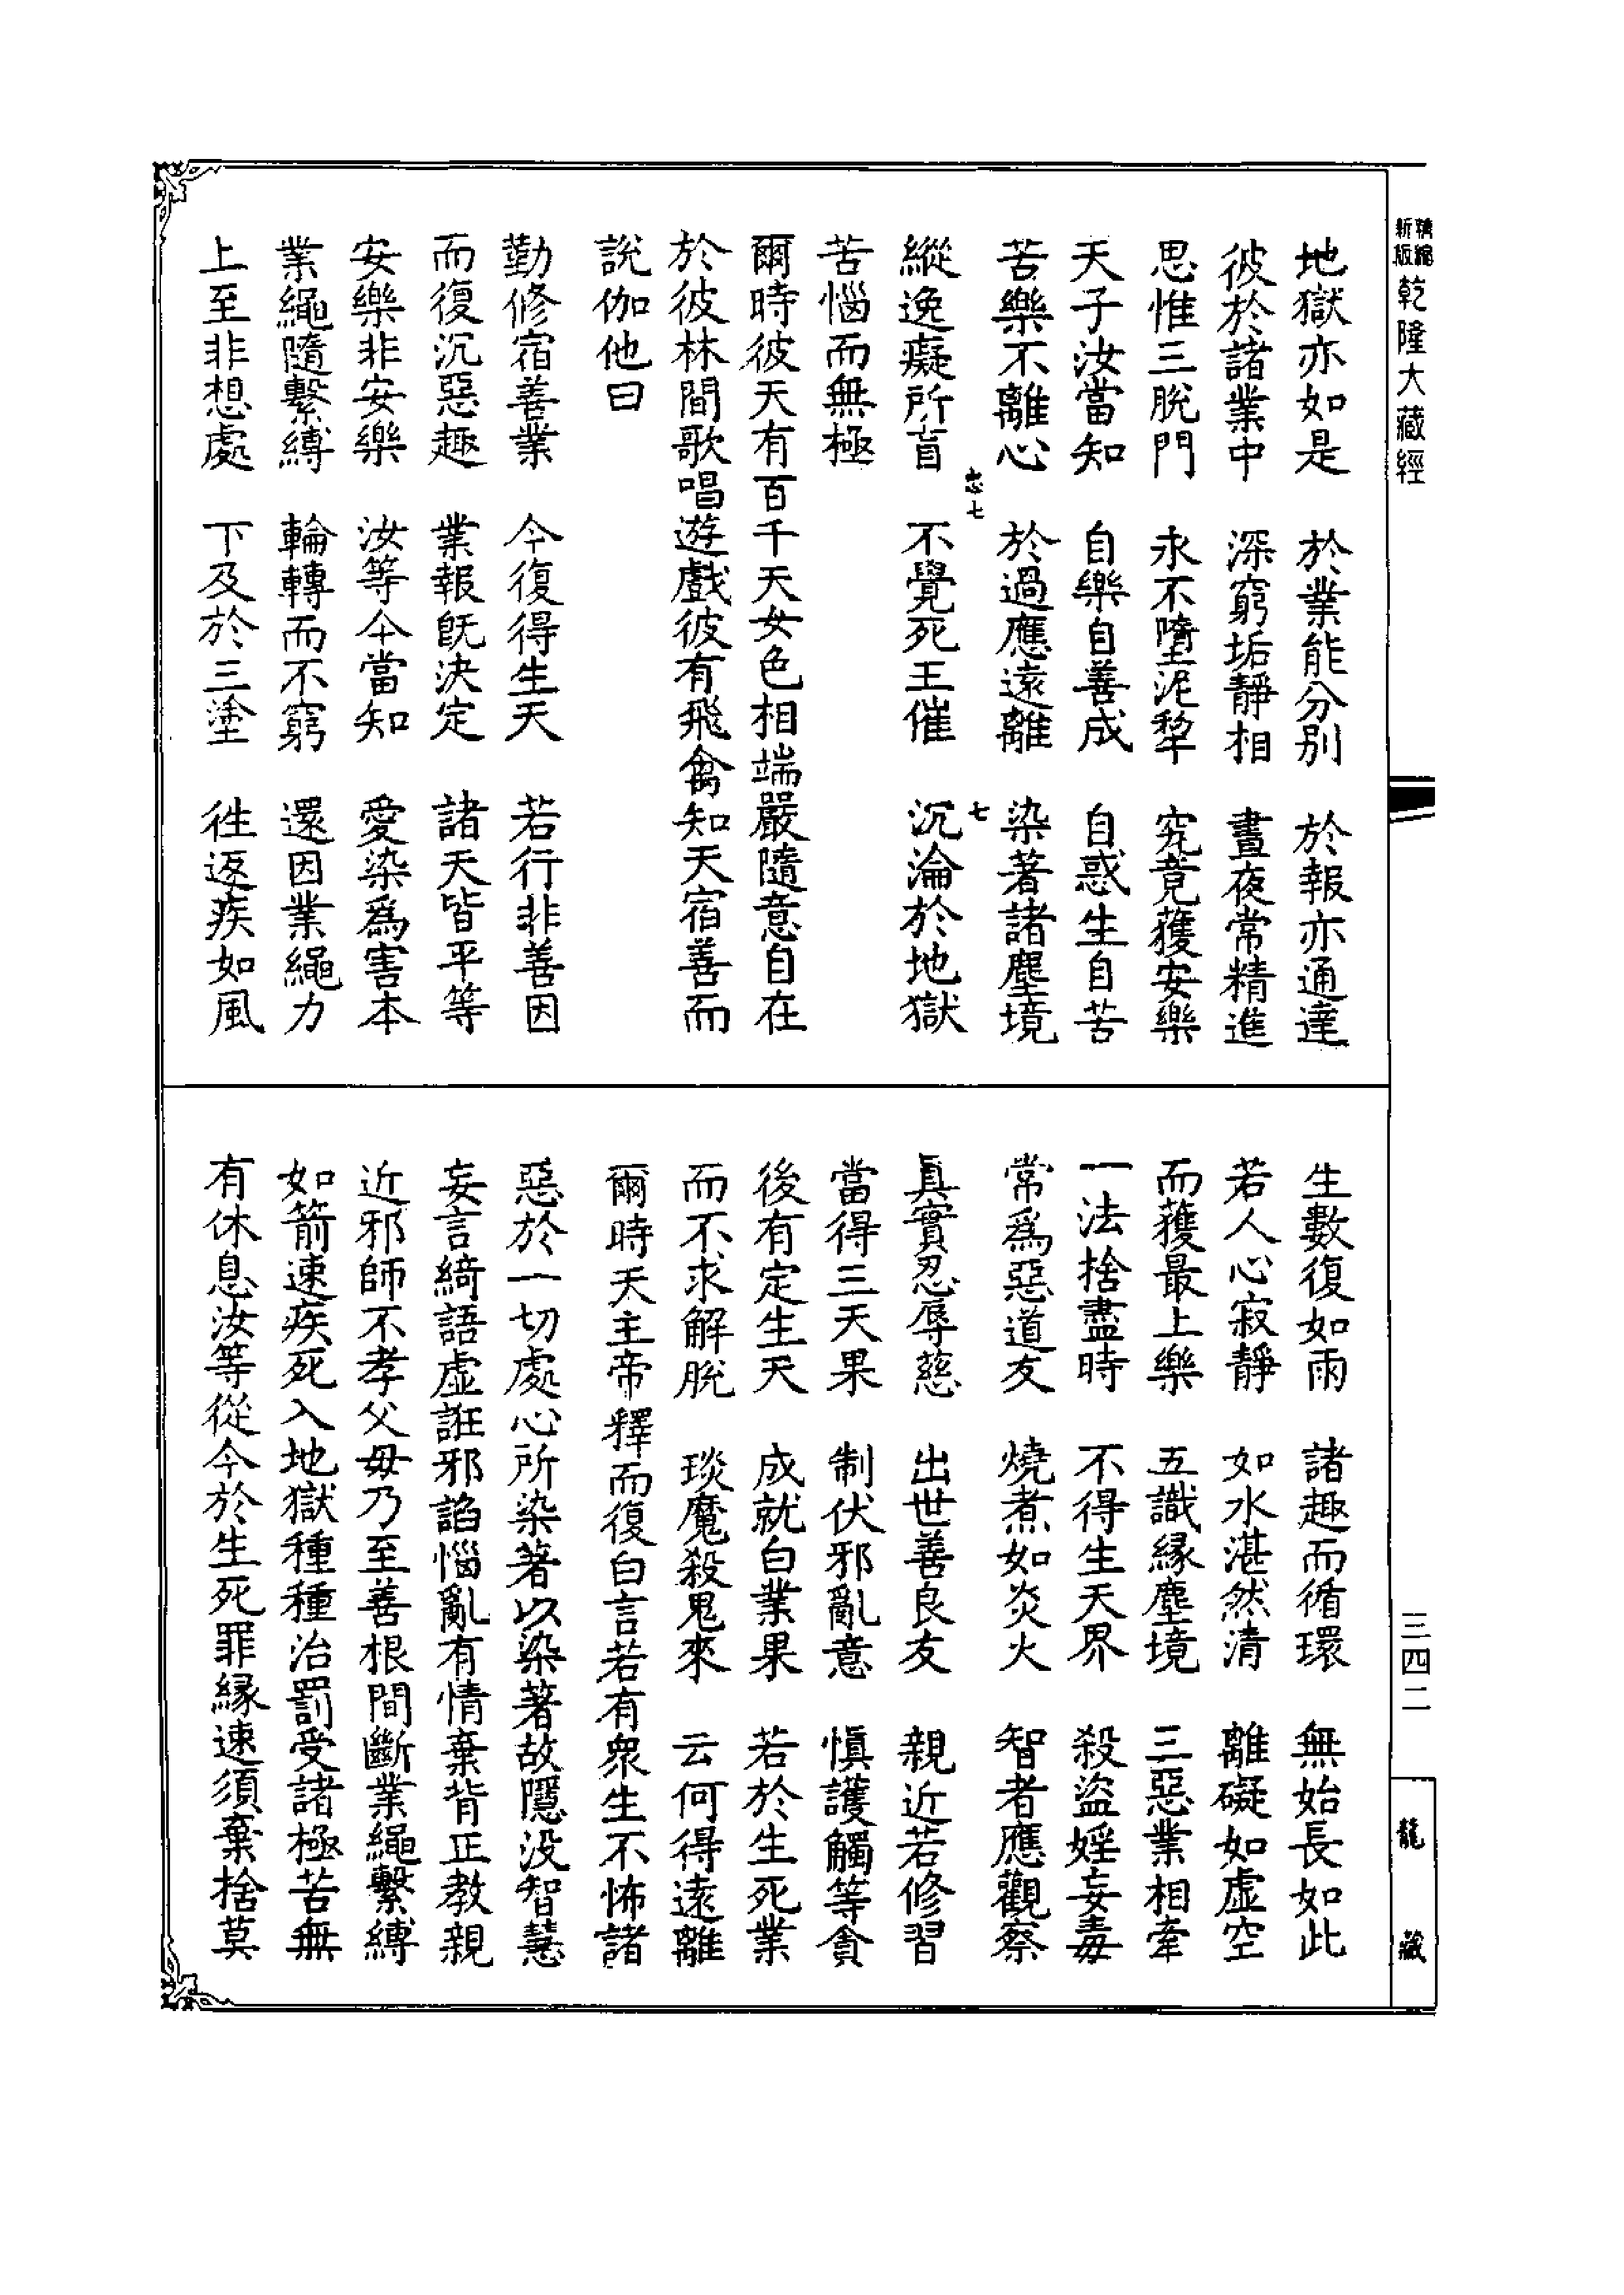 新版精編 乾隆大藏經
地獄亦如是 於業能分別 於報亦通達
彼於諸業中 深窮垢靜相 晝夜常精進
思惟三脫門 永不墮泥犂 究竟獲安樂
天子汝當知 自樂自善成 自惑生自苦
苦樂不離心 於過應遠離 染著諸塵境
忘七 七
縱逸癡所盲 不覺死王催 沉淪於地獄
苦惱而無極
爾時彼天有百千天女色相端嚴隨意自在
於彼林間歌唱遊戲彼有飛禽知天宿善而
說伽他曰
勤修宿善業 今復得生天 若行非善因
而復沉惡趣 業報旣決定 諸天皆平等
安樂非安樂 汝等今當知 愛染爲害本
業繩隨繫縛 輪轉而不窮 還因業繩力
上至非想處 下及於三塗 徃返疾如風
生數復如雨 諸趣而循環 無始長如此
若人心寂靜 如水湛然清 離礙如虛空
而獲最上樂 五識緣塵境 三惡業相牽
一法捨盡時 不得生天界 殺盜婬妄毒
常爲惡道友 燒煮如炎火 智者應觀察
眞實忍辱慈 出世善良友 親近若修習
當得三天果 制伏邪亂意 愼護觸等貪
後有定生天 成就白業果 若於生死業
而不求解脫 琰魔殺鬼來 云何得遠離
爾時天主帝釋而復白言若有衆生不怖諸
惡於一切處心所染著以染著故隱没智慧
妄言綺語虛誑邪諂惱亂有情棄背正教親
近邪師不孝父母乃至善根間斷業繩繫縛
如箭速疾死入地獄種種治罰受諸極苦無
有休息汝等從今於生死罪緣速須棄捨莫
三四二
龍藏